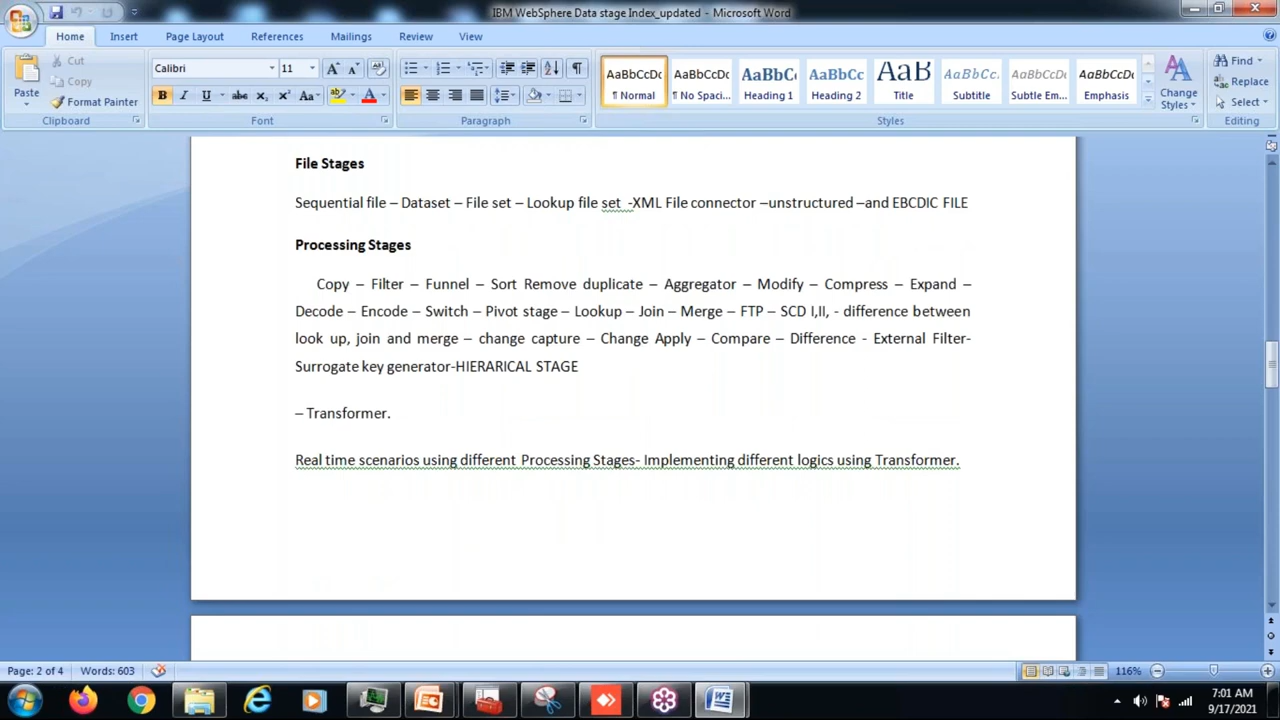 IBM WebSphere Data stage Index_updated - Microsoft Word
Home Insert Page Layout References Mailings Review View
Paste
Cut
Copy
Format Painter
Clipboard
Calibri 11
B I U abc x₂ x² Aa A
Font
Paragraph
AaBbCcDc AaBbCcDc AaBbC AaBbCc AaB AaBbCc. AaBbCcDc AaBbCcDc
¶ Normal ¶ No Spaci... Heading 1 Heading 2 Title Subtitle Subtle Em... Emphasis
Change Styles
Styles
Find
Replace
Select
Editing
File Stages
Sequential file – Dataset – File set – Lookup file set -XML File connector –unstructured –and EBCDIC FILE
Processing Stages
Copy – Filter – Funnel – Sort Remove duplicate – Aggregator – Modify – Compress – Expand –
Decode – Encode – Switch – Pivot stage – Lookup – Join – Merge – FTP – SCD I,II, - difference between
look up, join and merge – change capture – Change Apply – Compare – Difference - External Filter-
Surrogate key generator-HIERARICAL STAGE
– Transformer.
Real time scenarios using different Processing Stages- Implementing different logics using Transformer.
Page: 2 of 4 Words: 603 116%
7:01 AM
9/17/2021